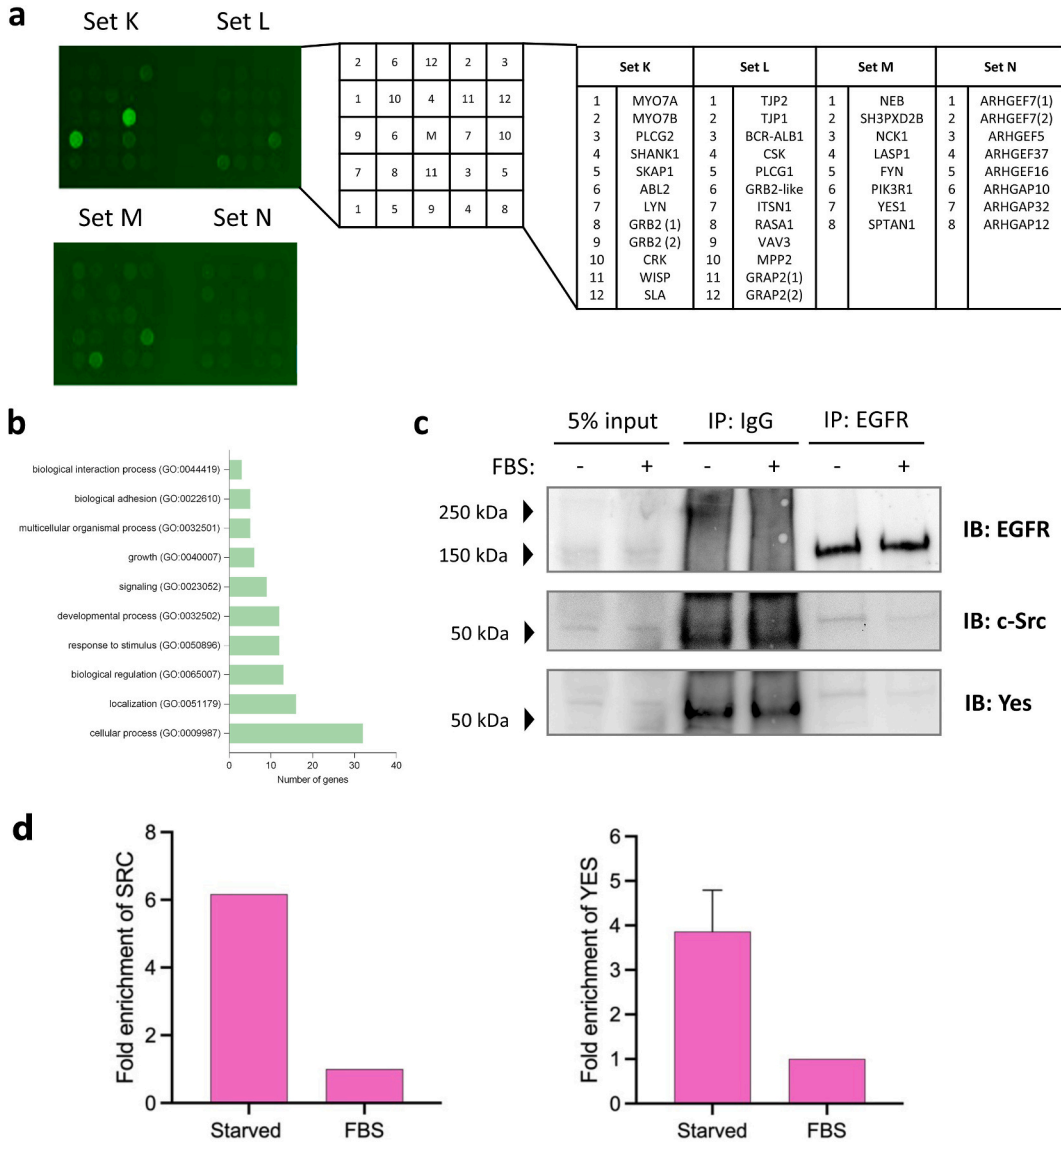 a
Set K Set L
Set M Set N
2 6 12 2 3
1 10 4 11 12
9 6 M 7 10
7 8 11 3 5
1 5 9 4 8
Set K Set L Set M Set N
1 MYO7A 1 TJP2 1 NEB 1 ARHGEF7(1)
2 MYO7B 2 TJP1 2 SH3PXD2B 2 ARHGEF7(2)
3 PLCG2 3 BCR-ALB1 3 NCK1 3 ARHGEF5
4 SHANK1 4 CSK 4 LASP1 4 ARHGEF37
5 SKAP1 5 PLCG1 5 FYN 5 ARHGEF16
6 ABL2 6 GRB2-like 6 PIK3R1 6 ARHGAP10
7 LYN 7 ITSN1 7 YES1 7 ARHGAP32
8 GRB2 (1) 8 RASA1 8 SPTAN1 8 ARHGAP12
9 GRB2 (2) 9 VAV3
10 CRK 10 MPP2
11 WISP 11 GRAP2(1)
12 SLA 12 GRAP2(2)
b
biological interaction process (GO:0044419)
biological adhesion (GO:0022610)
multicellular organismal process (GO:0032501)
growth (GO:0040007)
signaling (GO:0023052)
developmental process (GO:0032502)
response to stimulus (GO:0050896)
biological regulation (GO:0065007)
localization (GO:0051179)
cellular process (GO:0009987)
0 10 20 30 40
Number of genes
c
5% input IP: IgG IP: EGFR
FBS: - + - + - +
250 kDa
150 kDa
IB: EGFR
50 kDa
IB: c-Src
50 kDa
IB: Yes
d
Fold enrichment of SRC
8
6
4
2
0
Starved FBS
Fold enrichment of YES
6
5
4
3
2
1
0
Starved FBS